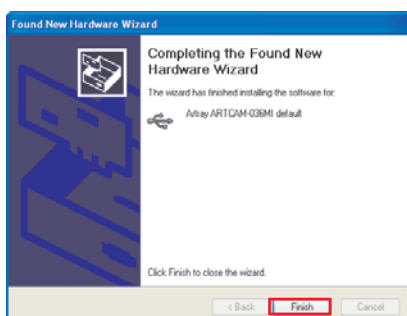 Found New Hardware Wizard
Completing the Found New
Hardware Wizard
The wizard has finished installing the software for:
Artray ARTCAM-036MI default
Click Finish to close the wizard.
< Back
Finish
Cancel